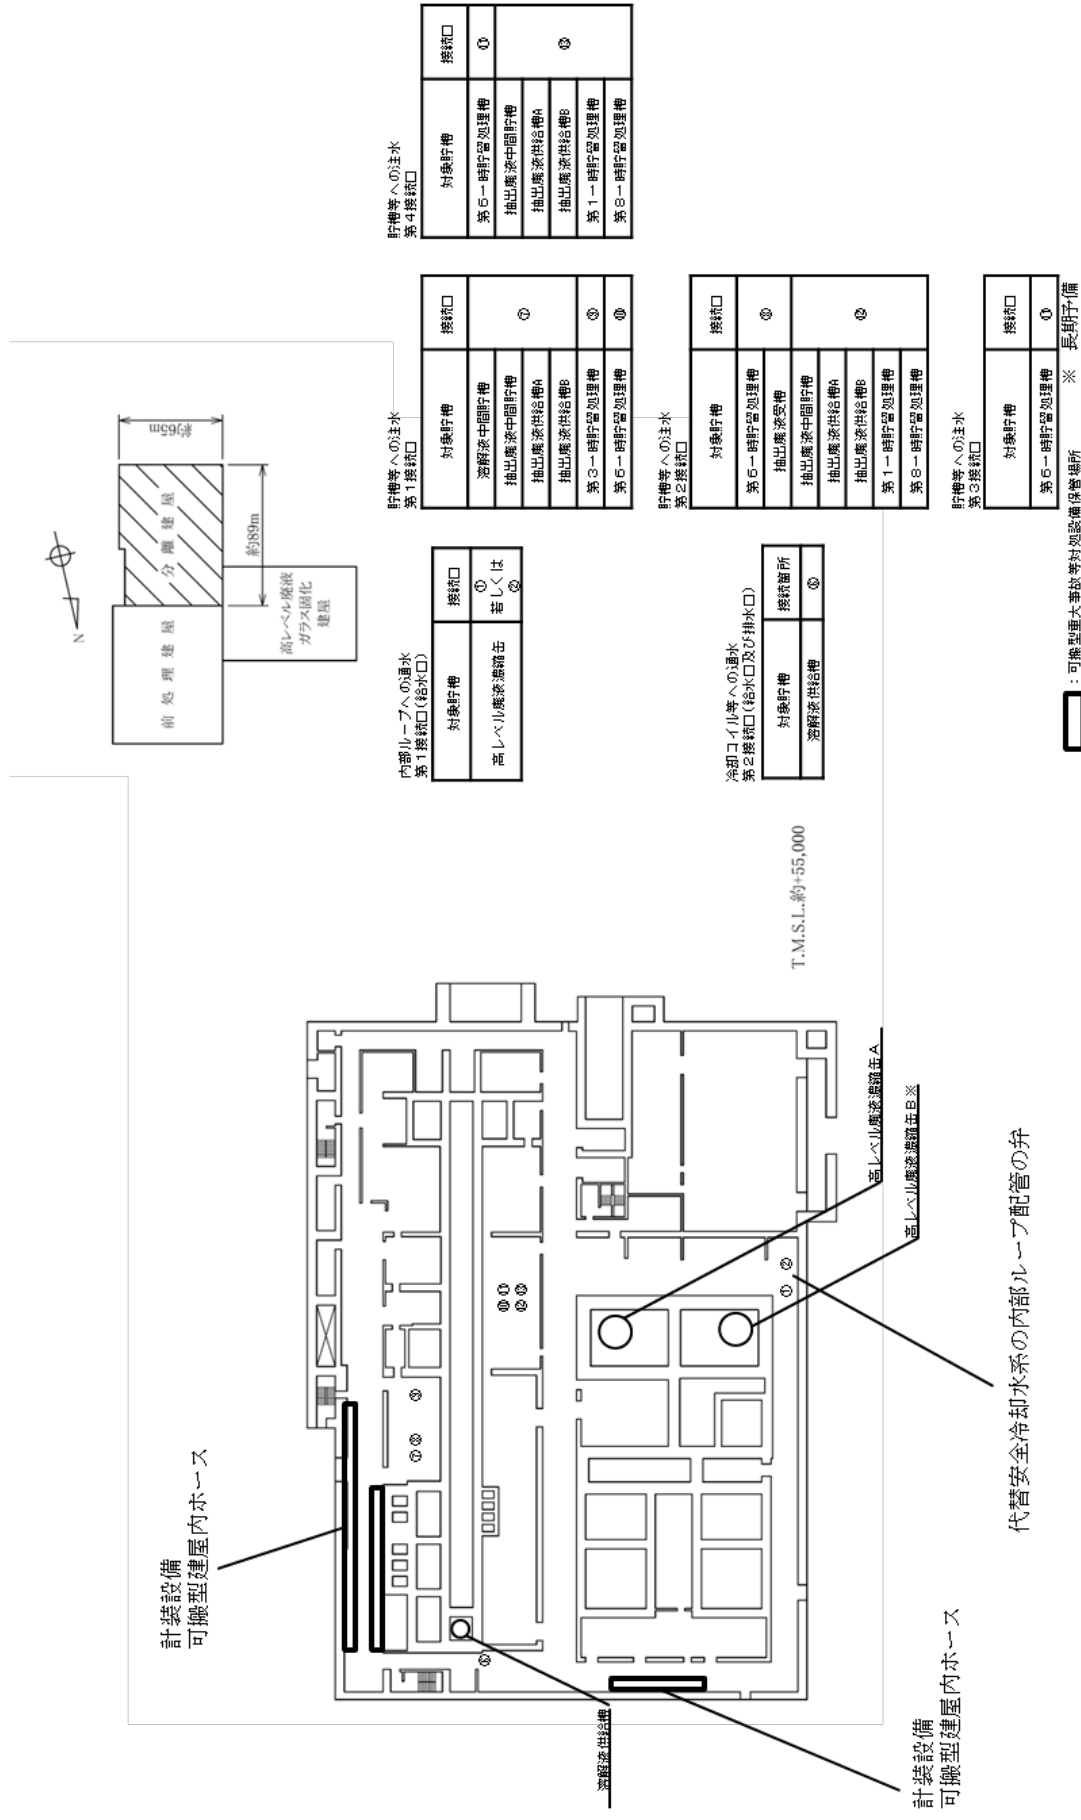 計装設備
可搬型建屋内ホース
溶解液供給槽
⑥
⑦⑧
⑨
⑩⑪
⑫⑬
①
②
計装設備
可搬型建屋内ホース
代替安全冷却水系の内部ループ配管の弁
高レベル廃液濃縮缶A
高レベル廃液濃縮缶B※
T.M.S.L.約+55,000
N
前処理建屋
分離建屋
高レベル廃液
ガラス固化
建屋
約89m
約65m
内部ループへの通水
第1接続口(給水口)
対象貯槽
接続口
高レベル廃液濃縮缶
①
若しくは
②
冷却コイル等への通水
第2接続口(給水口及び排水口)
対象貯槽
接続箇所
溶解液供給槽
⑥
貯槽等への注水
第1接続口
対象貯槽
接続口
溶解液中間貯槽
抽出廃液中間貯槽
抽出廃液供給槽A
抽出廃液供給槽B
⑦
第3一時貯留処理槽
⑨
第6一時貯留処理槽
⑩
貯槽等への注水
第2接続口
対象貯槽
接続口
第6一時貯留処理槽
抽出廃液受槽
⑧
抽出廃液中間貯槽
抽出廃液供給槽A
抽出廃液供給槽B
第1一時貯留処理槽
第8一時貯留処理槽
⑫
貯槽等への注水
第3接続口
対象貯槽
接続口
第6一時貯留処理槽
⑪
貯槽等への注水
第4接続口
対象貯槽
接続口
第6一時貯留処理槽
⑪
抽出廃液中間貯槽
抽出廃液供給槽A
抽出廃液供給槽B
第1一時貯留処理槽
第8一時貯留処理槽
⑬
:可搬型重大事故等対処設備保管場所
※ 長期予備